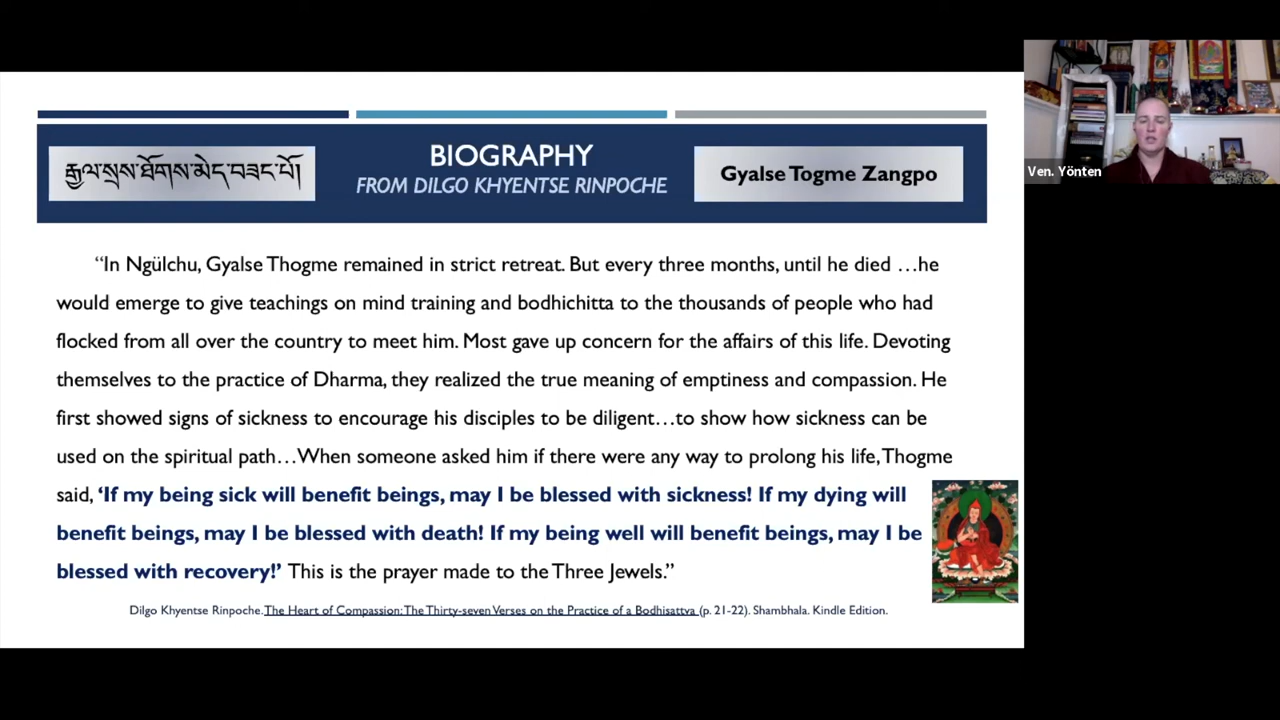 རྒྱལ་སྲས་ཐོགས་མེད་བཟང་པོ།
BIOGRAPHY
FROM DILGO KHYENTSE RINPOCHE
Gyalse Togme Zangpo
Ven. Yönten
“In Ngülchu, Gyalse Thogme remained in strict retreat. But every three months, until he died …he
would emerge to give teachings on mind training and bodhichitta to the thousands of people who had
flocked from all over the country to meet him. Most gave up concern for the affairs of this life. Devoting
themselves to the practice of Dharma, they realized the true meaning of emptiness and compassion. He
first showed signs of sickness to encourage his disciples to be diligent…to show how sickness can be
used on the spiritual path…When someone asked him if there were any way to prolong his life, Thogme
said, ‘If my being sick will benefit beings, may I be blessed with sickness! If my dying will
benefit beings, may I be blessed with death! If my being well will benefit beings, may I be
blessed with recovery!’ This is the prayer made to the Three Jewels.”
Dilgo Khyentse Rinpoche. The Heart of Compassion: The Thirty-seven Verses on the Practice of a Bodhisattva (p. 21-22). Shambhala. Kindle Edition.